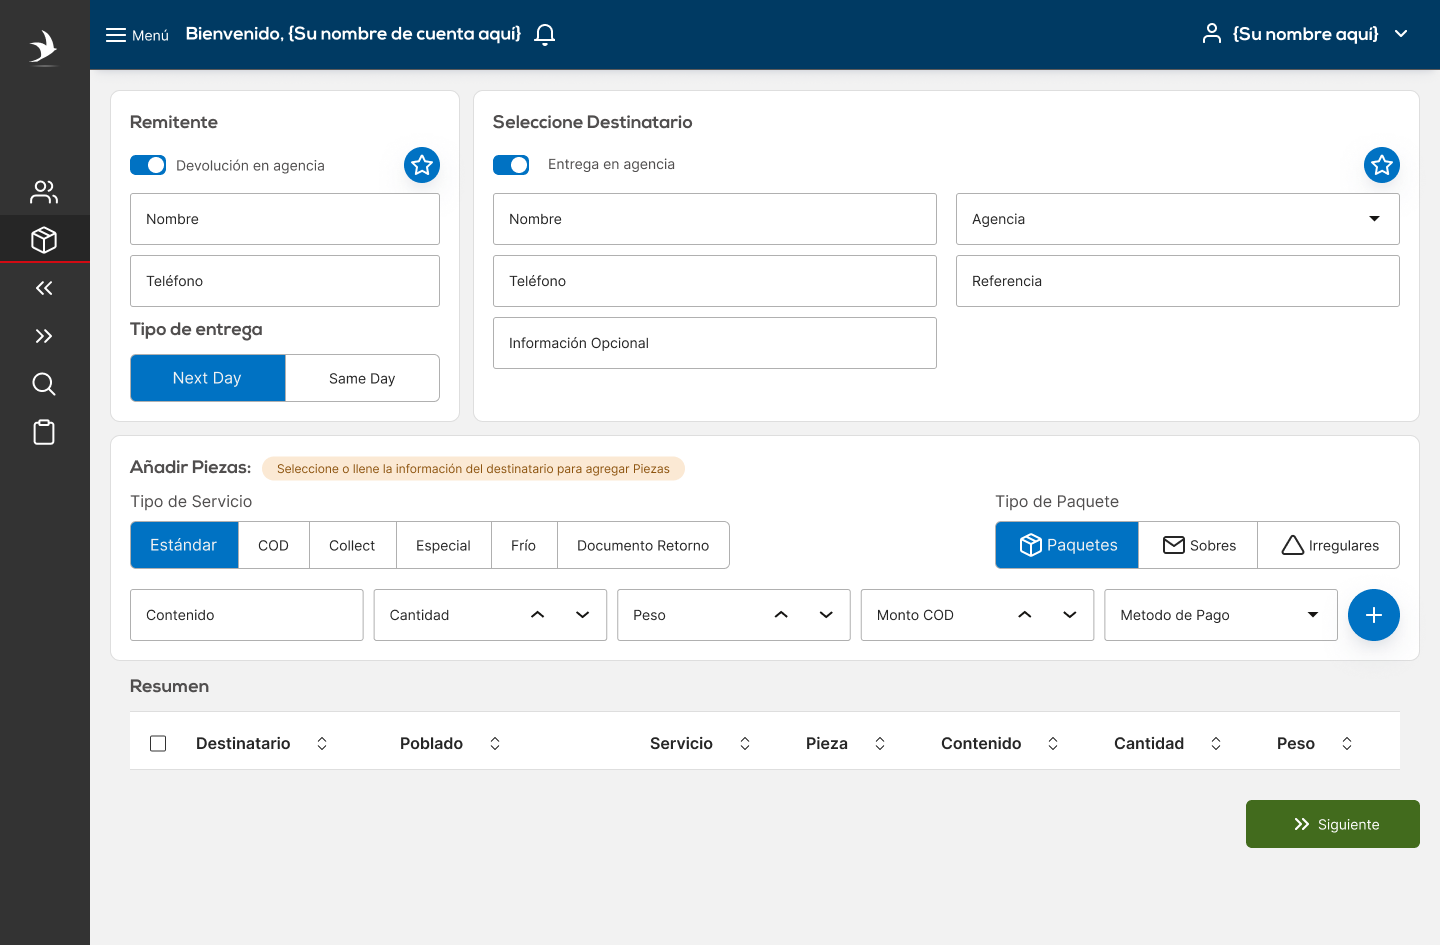 Menú
Bienvenido, {Su nombre de cuenta aquí}
{Su nombre aquí}
Remitente
Devolución en agencia
Nombre
Teléfono
Tipo de entrega
Next Day
Same Day
Seleccione Destinatario
Entrega en agencia
Nombre
Agencia
Teléfono
Referencia
Información Opcional
Añadir Piezas:
Seleccione o llene la información del destinatario para agregar Piezas
Tipo de Servicio
Estándar
COD
Collect
Especial
Frío
Documento Retorno
Tipo de Paquete
Paquetes
Sobres
Irregulares
Contenido
Cantidad
Peso
Monto COD
Metodo de Pago
Resumen
Destinatario
Poblado
Servicio
Pieza
Contenido
Cantidad
Peso
Siguiente